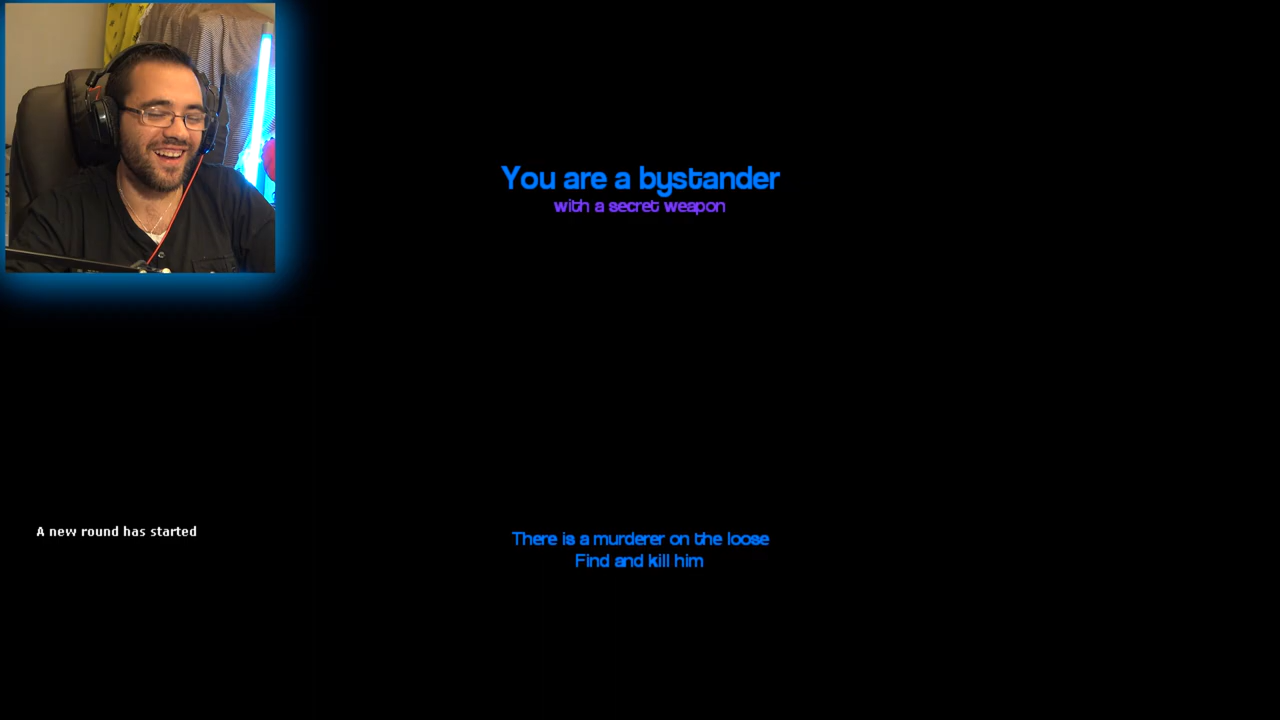 You are a bystander
with a secret weapon
A new round has started
There is a murderer on the loose
Find and kill him